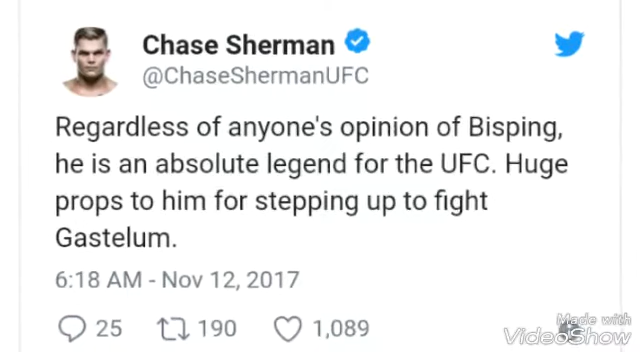 Chase Sherman
@ChaseShermanUFC
Regardless of anyone's opinion of Bisping,
he is an absolute legend for the UFC. Huge
props to him for stepping up to fight
Gastelum.
6:18 AM - Nov 12, 2017
25 190 1,089
Made with
VideoShow